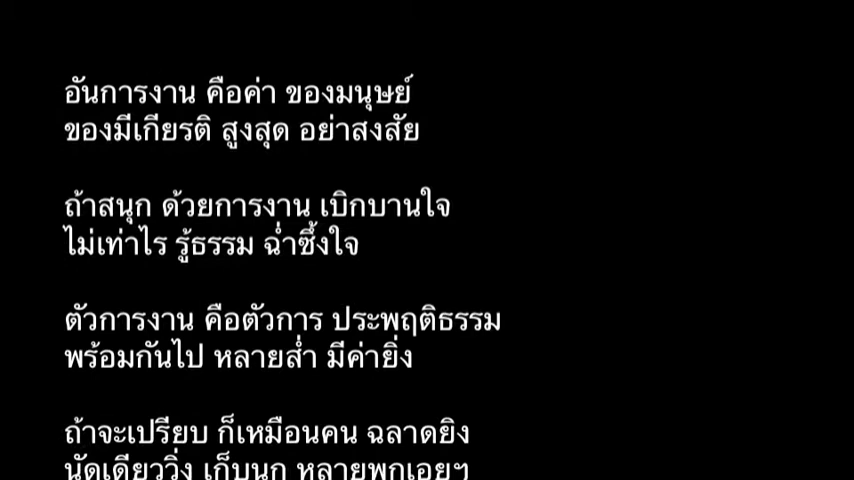 อันการงาน คือค่า ของมนุษย์
ของมีเกียรติ สูงสุด อย่าสงสัย
ถ้าสนุก ด้วยการงาน เบิกบานใจ
ไม่เท่าไร รู้ธรรม ฉ่ำซึ้งใจ
ตัวการงาน คือตัวการ ประพฤติธรรม
พร้อมกันไป หลายส่ำ มีค่ายิ่ง
ถ้าจะเปรียบ ก็เหมือนคน ฉลาดยิง
นัดเดียววิ่ง เก็บนก หลายพกเอยฯ